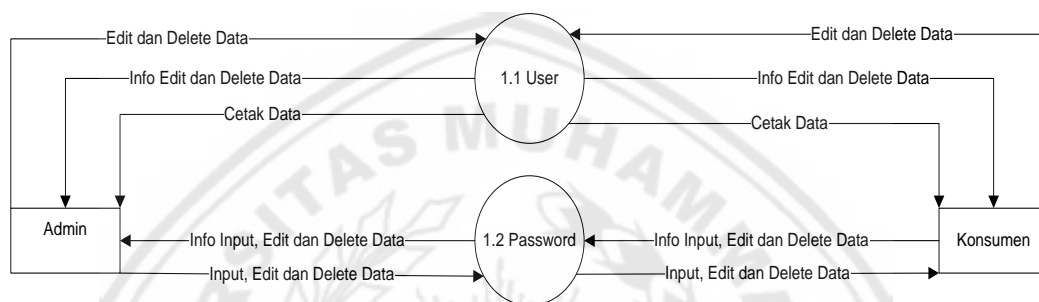 Edit dan Delete Data
Edit dan Delete Data
Info Edit dan Delete Data
1.1 User
Info Edit dan Delete Data
Cetak Data
Cetak Data
SITAS MUHAMM
Admin
Info Input, Edit dan Delete Data
1.2 Password
Info Input, Edit dan Delete Data
Konsumen
Input, Edit dan Delete Data
Input, Edit dan Delete Data